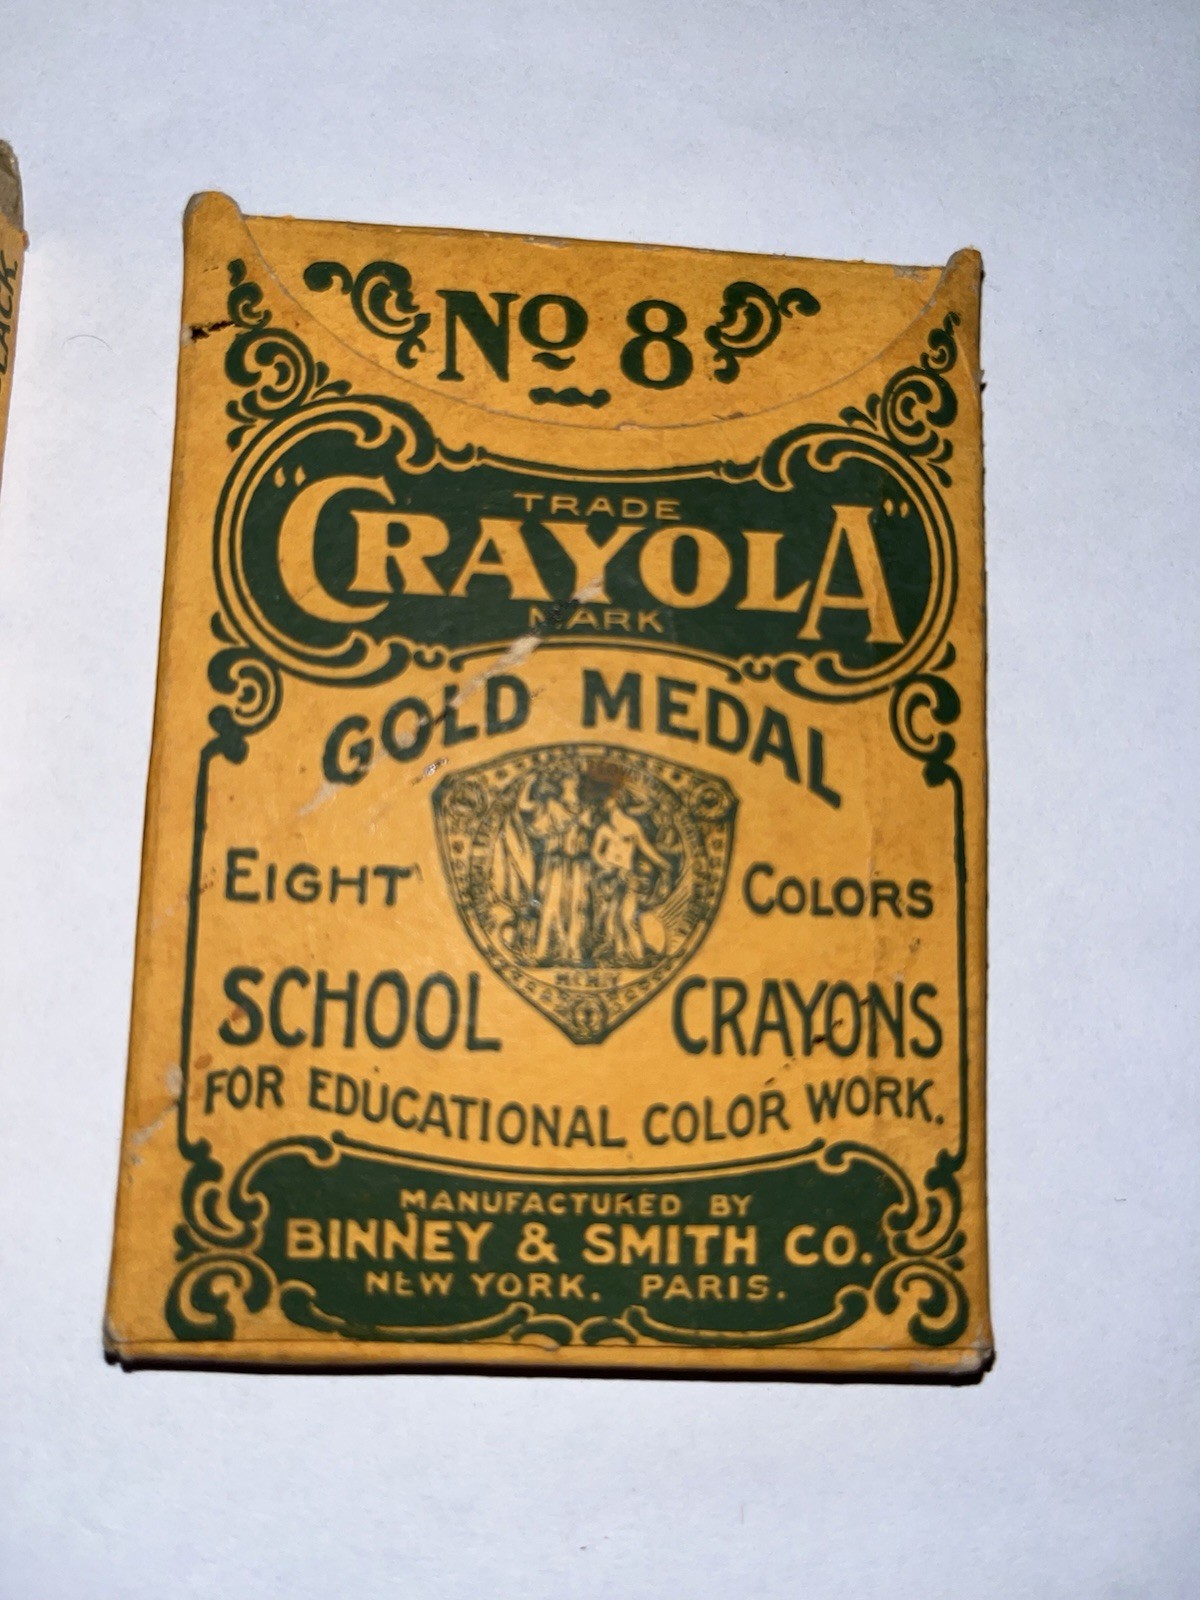 No 8
TRADE
"CRAYOLA"
MARK
GOLD MEDAL
EIGHT COLORS
SCHOOL CRAYONS
FOR EDUCATIONAL COLOR WORK.
MANUFACTURED BY
BINNEY & SMITH CO.
NEW YORK. PARIS.